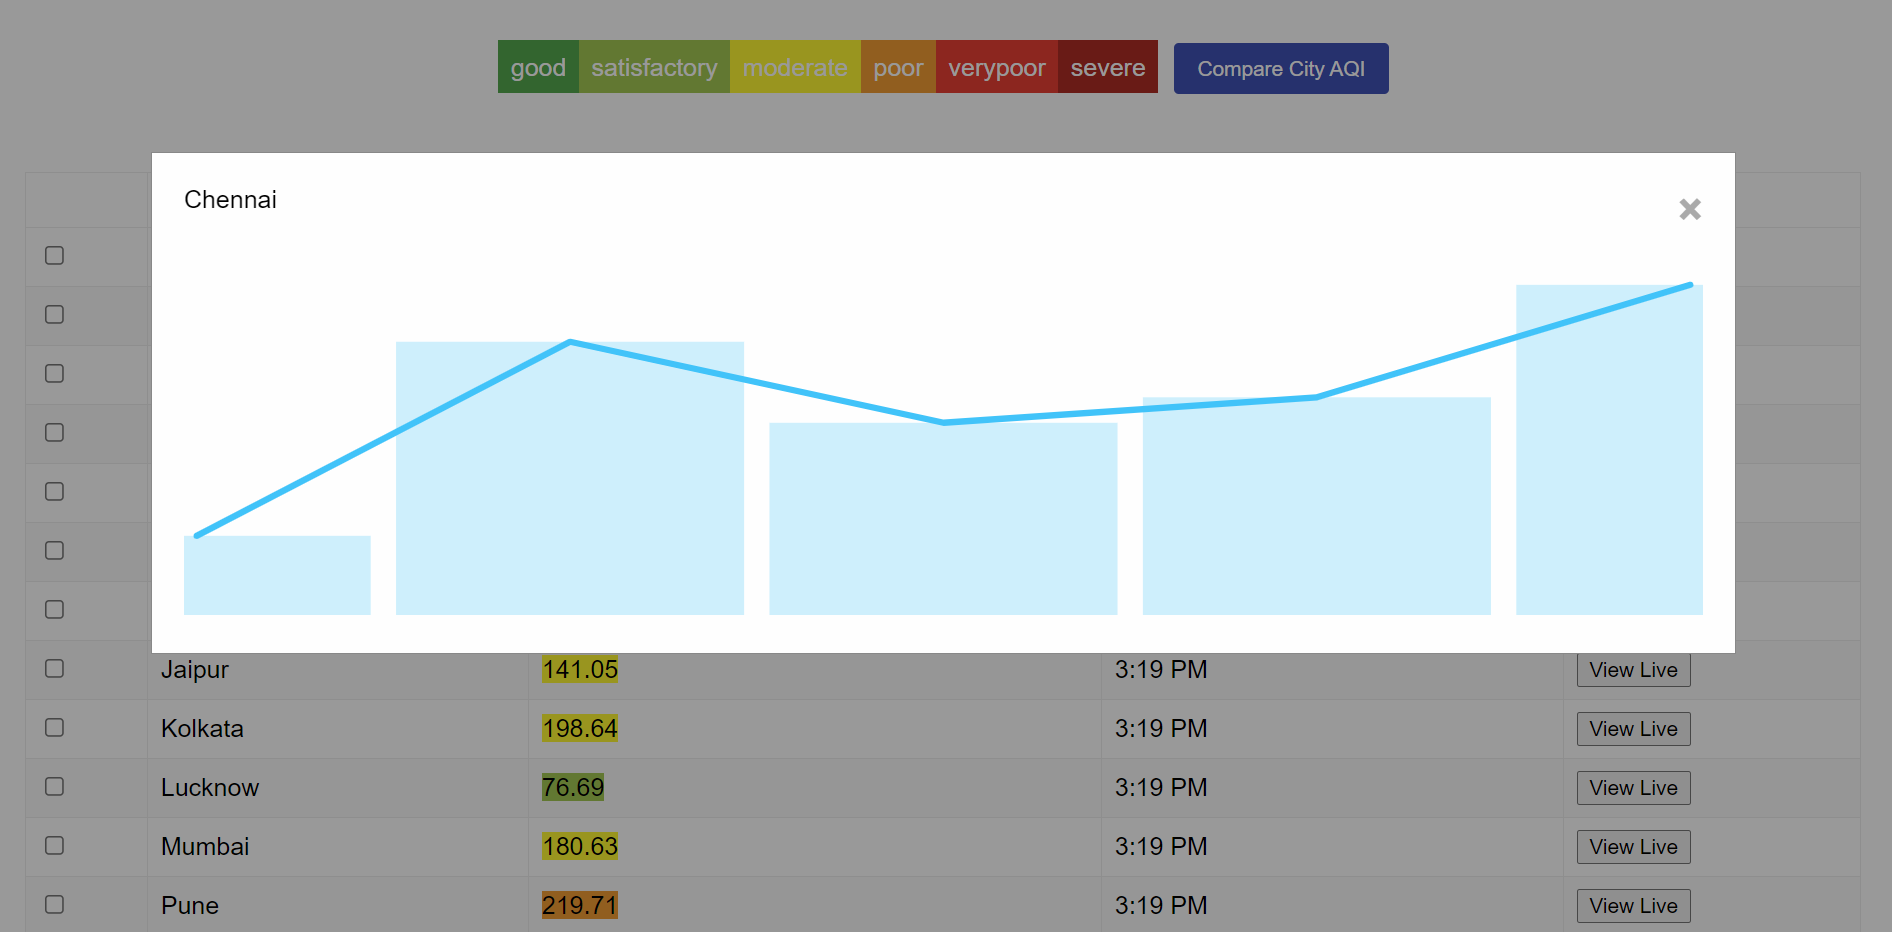 good satisfactory moderate poor verypoor severe Compare City AQI
Chennai
Jaipur 141.05 3:19 PM View Live
Kolkata 198.64 3:19 PM View Live
Lucknow 76.69 3:19 PM View Live
Mumbai 180.63 3:19 PM View Live
Pune 219.71 3:19 PM View Live